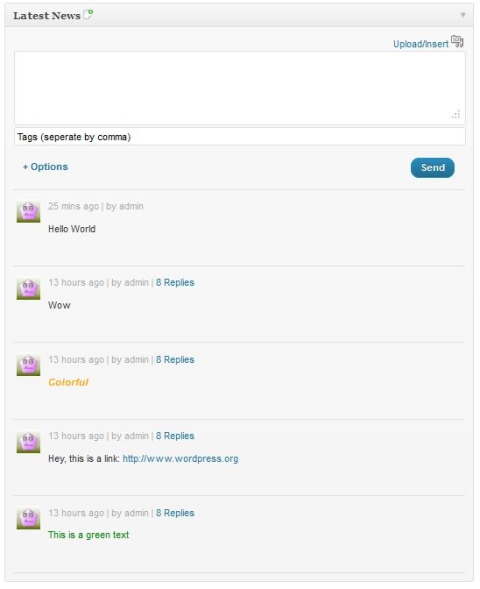 Latest News
Upload/Insert
Tags (seperate by comma)
+ Options
Send
25 mins ago | by admin
Hello World
13 hours ago | by admin | 8 Replies
Wow
13 hours ago | by admin | 8 Replies
Colorful
13 hours ago | by admin | 8 Replies
Hey, this is a link: http://www.wordpress.org
13 hours ago | by admin | 8 Replies
This is a green text